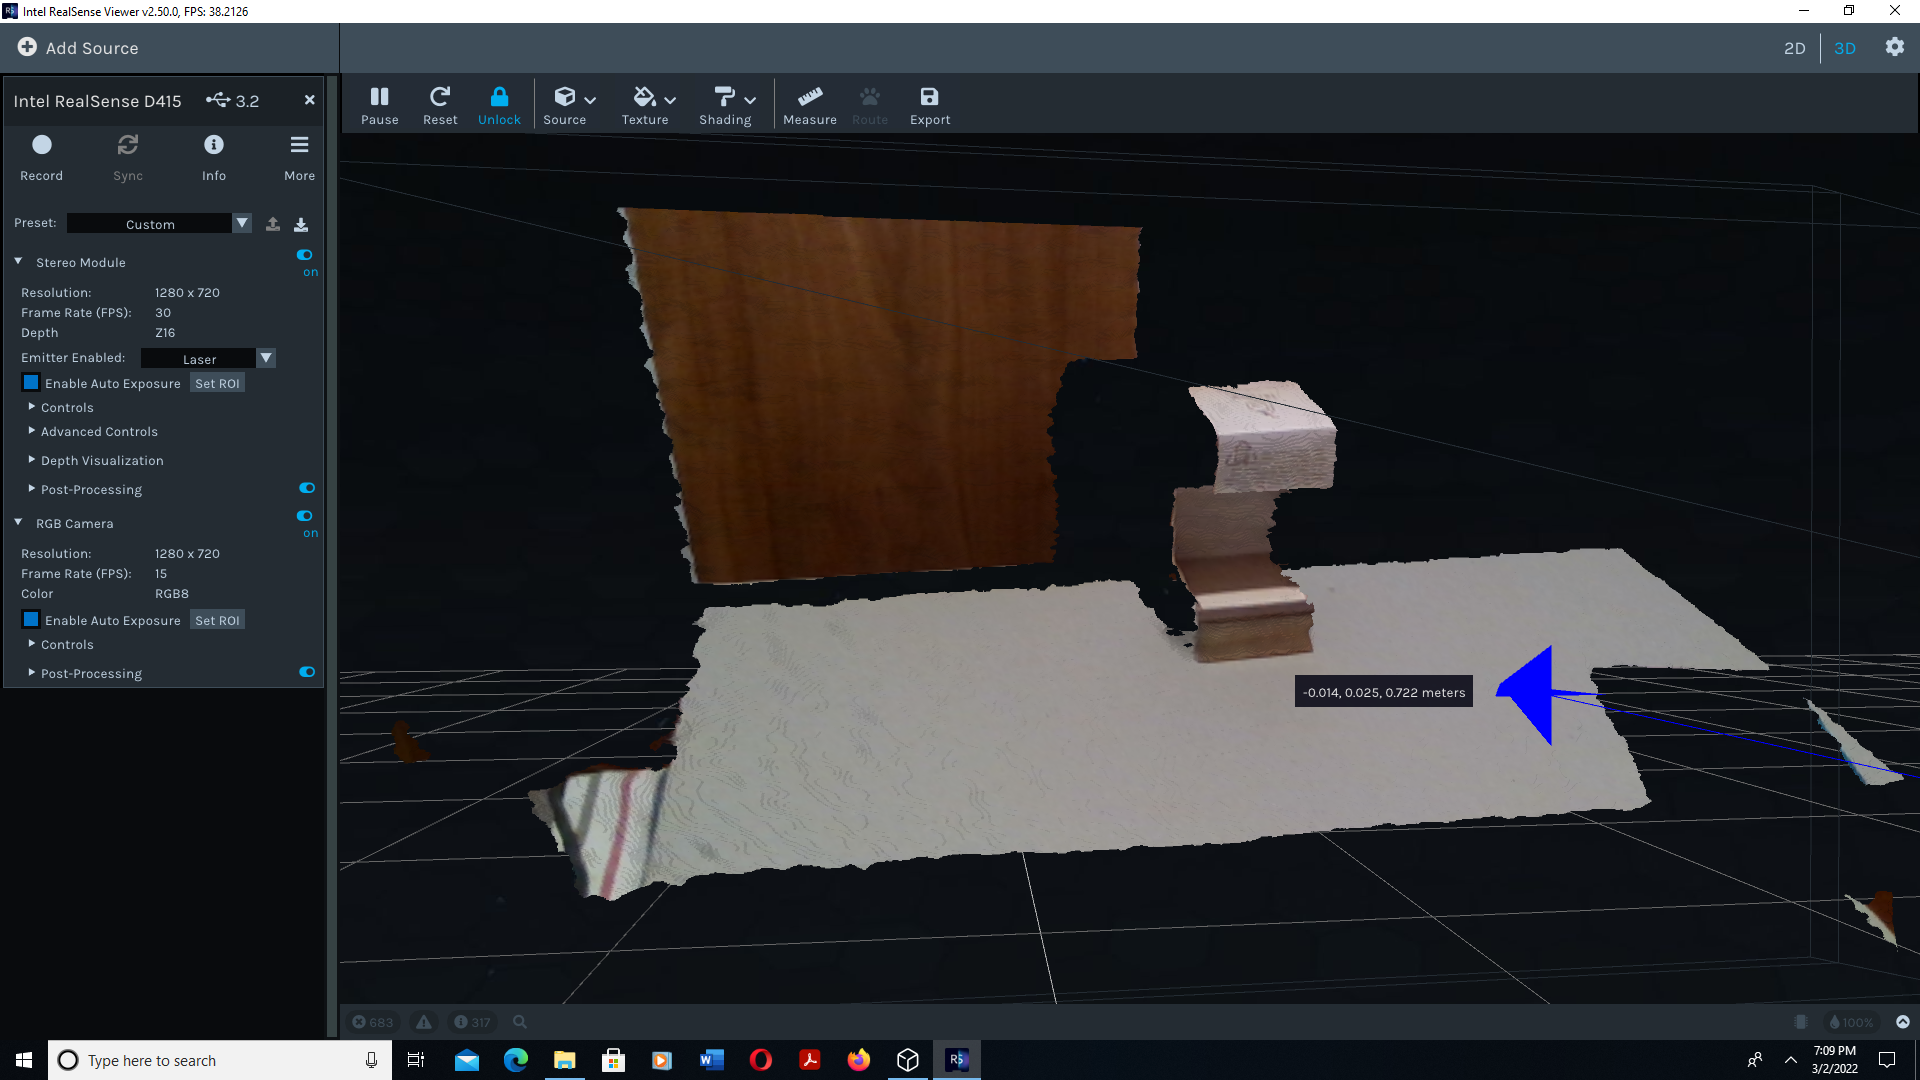 Intel RealSense Viewer v2.50.0, FPS: 38.2126
Add Source
2D
3D
Intel RealSense D415
3.2
Record
Sync
Info
More
Preset:
Custom
Stereo Module
on
Resolution: 1280 x 720
Frame Rate (FPS): 30
Depth Z16
Emitter Enabled: Laser
Enable Auto Exposure Set ROI
Controls
Advanced Controls
Depth Visualization
Post-Processing
RGB Camera
on
Resolution: 1280 x 720
Frame Rate (FPS): 15
Color RGB8
Enable Auto Exposure Set ROI
Controls
Post-Processing
Pause
Reset
Unlock
Source
Texture
Shading
Measure
Route
Export
-0.014, 0.025, 0.722 meters
683
317
100%
Type here to search
RS
7:09 PM
3/2/2022